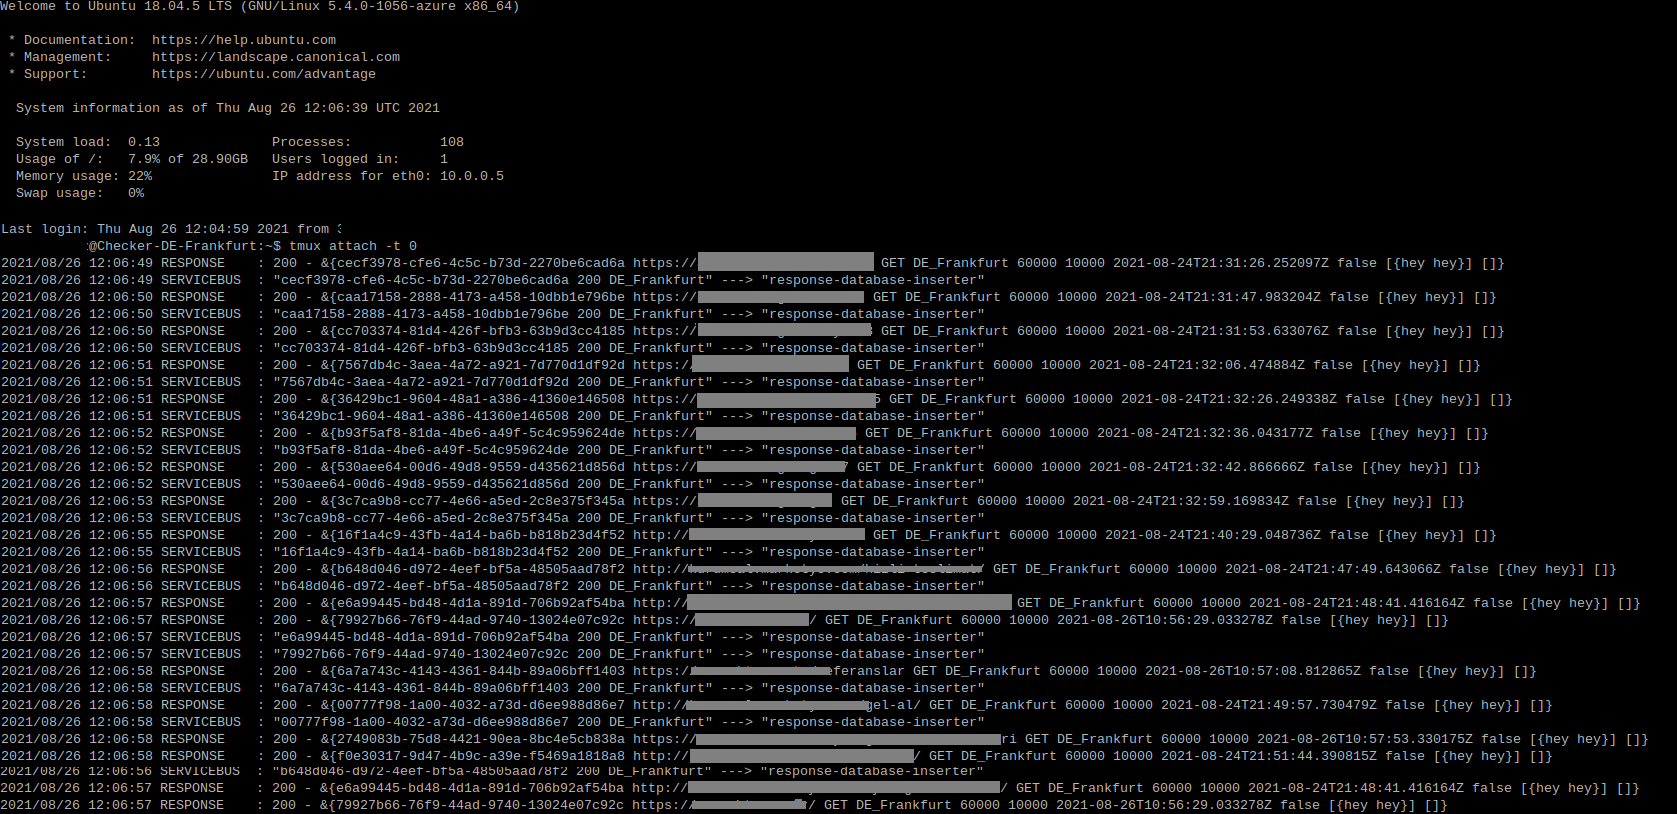 Welcome to Ubuntu 18.04.5 LTS (GNU/Linux 5.4.0-1056-azure x86_64)
* Documentation:  https://help.ubuntu.com
* Management:     https://landscape.canonical.com
* Support:        https://ubuntu.com/advantage
System information as of Thu Aug 26 12:06:39 UTC 2021
System load:  0.13              Processes:           108
Usage of /:   7.9% of 28.90GB   Users logged in:     1
Memory usage: 22%               IP address for eth0: 10.0.0.5
Swap usage:   0%
Last login: Thu Aug 26 12:04:59 2021 from
@Checker-DE-Frankfurt:~$ tmux attach -t 0
2021/08/26 12:06:49 RESPONSE    : 200 - &{cecf3978-cfe6-4c5c-b73d-2270be6cad6a https:// GET DE_Frankfurt 60000 10000 2021-08-24T21:31:26.252097Z false [{hey hey}] []}
2021/08/26 12:06:49 SERVICEBUS  : "cecf3978-cfe6-4c5c-b73d-2270be6cad6a 200 DE_Frankfurt" ---> "response-database-inserter"
2021/08/26 12:06:50 RESPONSE    : 200 - &{caa17158-2888-4173-a458-10dbb1e796be https:// GET DE_Frankfurt 60000 10000 2021-08-24T21:31:47.983204Z false [{hey hey}] []}
2021/08/26 12:06:50 SERVICEBUS  : "caa17158-2888-4173-a458-10dbb1e796be 200 DE_Frankfurt" ---> "response-database-inserter"
2021/08/26 12:06:50 RESPONSE    : 200 - &{cc703374-81d4-426f-bfb3-63b9d3cc4185 https:// GET DE_Frankfurt 60000 10000 2021-08-24T21:31:53.633076Z false [{hey hey}] []}
2021/08/26 12:06:50 SERVICEBUS  : "cc703374-81d4-426f-bfb3-63b9d3cc4185 200 DE_Frankfurt" ---> "response-database-inserter"
2021/08/26 12:06:51 RESPONSE    : 200 - &{7567db4c-3aea-4a72-a921-7d770d1df92d https:/ GET DE_Frankfurt 60000 10000 2021-08-24T21:32:06.474884Z false [{hey hey}] []}
2021/08/26 12:06:51 SERVICEBUS  : "7567db4c-3aea-4a72-a921-7d770d1df92d 200 DE_Frankfurt" ---> "response-database-inserter"
2021/08/26 12:06:51 RESPONSE    : 200 - &{36429bc1-9604-48a1-a386-41360e146508 https:// 5 GET DE_Frankfurt 60000 10000 2021-08-24T21:32:26.249338Z false [{hey hey}] []}
2021/08/26 12:06:51 SERVICEBUS  : "36429bc1-9604-48a1-a386-41360e146508 200 DE_Frankfurt" ---> "response-database-inserter"
2021/08/26 12:06:52 RESPONSE    : 200 - &{b93f5af8-81da-4be6-a49f-5c4c959624de https:// GET DE_Frankfurt 60000 10000 2021-08-24T21:32:36.043177Z false [{hey hey}] []}
2021/08/26 12:06:52 SERVICEBUS  : "b93f5af8-81da-4be6-a49f-5c4c959624de 200 DE_Frankfurt" ---> "response-database-inserter"
2021/08/26 12:06:52 RESPONSE    : 200 - &{530aee64-00d6-49d8-9559-d435621d856d https:// 7 GET DE_Frankfurt 60000 10000 2021-08-24T21:32:42.866666Z false [{hey hey}] []}
2021/08/26 12:06:52 SERVICEBUS  : "530aee64-00d6-49d8-9559-d435621d856d 200 DE_Frankfurt" ---> "response-database-inserter"
2021/08/26 12:06:53 RESPONSE    : 200 - &{3c7ca9b8-cc77-4e66-a5ed-2c8e375f345a https:// GET DE_Frankfurt 60000 10000 2021-08-24T21:32:59.169834Z false [{hey hey}] []}
2021/08/26 12:06:53 SERVICEBUS  : "3c7ca9b8-cc77-4e66-a5ed-2c8e375f345a 200 DE_Frankfurt" ---> "response-database-inserter"
2021/08/26 12:06:55 RESPONSE    : 200 - &{16f1a4c9-43fb-4a14-ba6b-b818b23d4f52 http:// GET DE_Frankfurt 60000 10000 2021-08-24T21:40:29.048736Z false [{hey hey}] []}
2021/08/26 12:06:55 SERVICEBUS  : "16f1a4c9-43fb-4a14-ba6b-b818b23d4f52 200 DE_Frankfurt" ---> "response-database-inserter"
2021/08/26 12:06:56 RESPONSE    : 200 - &{b648d046-d972-4eef-bf5a-48505aad78f2 http:// / GET DE_Frankfurt 60000 10000 2021-08-24T21:47:49.643066Z false [{hey hey}] []}
2021/08/26 12:06:56 SERVICEBUS  : "b648d046-d972-4eef-bf5a-48505aad78f2 200 DE_Frankfurt" ---> "response-database-inserter"
2021/08/26 12:06:57 RESPONSE    : 200 - &{e6a99445-bd48-4d1a-891d-706b92af54ba http:// GET DE_Frankfurt 60000 10000 2021-08-24T21:48:41.416164Z false [{hey hey}] []}
2021/08/26 12:06:57 RESPONSE    : 200 - &{79927b66-76f9-44ad-9740-13024e07c92c https:// / GET DE_Frankfurt 60000 10000 2021-08-26T10:56:29.033278Z false [{hey hey}] []}
2021/08/26 12:06:57 SERVICEBUS  : "e6a99445-bd48-4d1a-891d-706b92af54ba 200 DE_Frankfurt" ---> "response-database-inserter"
2021/08/26 12:06:57 SERVICEBUS  : "79927b66-76f9-44ad-9740-13024e07c92c 200 DE_Frankfurt" ---> "response-database-inserter"
2021/08/26 12:06:58 RESPONSE    : 200 - &{6a7a743c-4143-4361-844b-89a06bff1403 https:/ eferanslar GET DE_Frankfurt 60000 10000 2021-08-26T10:57:08.812865Z false [{hey hey}] []}
2021/08/26 12:06:58 SERVICEBUS  : "6a7a743c-4143-4361-844b-89a06bff1403 200 DE_Frankfurt" ---> "response-database-inserter"
2021/08/26 12:06:58 RESPONSE    : 200 - &{00777f98-1a00-4032-a73d-d6ee988d86e7 http:// gel-al/ GET DE_Frankfurt 60000 10000 2021-08-24T21:49:57.730479Z false [{hey hey}] []}
2021/08/26 12:06:58 SERVICEBUS  : "00777f98-1a00-4032-a73d-d6ee988d86e7 200 DE_Frankfurt" ---> "response-database-inserter"
2021/08/26 12:06:58 RESPONSE    : 200 - &{2749083b-75d8-4421-90ea-8bc4e5cb838a https:// ri GET DE_Frankfurt 60000 10000 2021-08-26T10:57:53.330175Z false [{hey hey}] []}
2021/08/26 12:06:58 RESPONSE    : 200 - &{f0e30317-9d47-4b9c-a39e-f5469a1818a8 http:// / GET DE_Frankfurt 60000 10000 2021-08-24T21:51:44.390815Z false [{hey hey}] []}
2021/08/26 12:06:56 SERVICEBUS  : "b648d046-d972-4eef-bf5a-48505aad78f2 200 DE_Frankfurt" ---> "response-database-inserter"
2021/08/26 12:06:57 RESPONSE    : 200 - &{e6a99445-bd48-4d1a-891d-706b92af54ba http:// / GET DE_Frankfurt 60000 10000 2021-08-24T21:48:41.416164Z false [{hey hey}] []}
2021/08/26 12:06:57 RESPONSE    : 200 - &{79927b66-76f9-44ad-9740-13024e07c92c https:// / GET DE_Frankfurt 60000 10000 2021-08-26T10:56:29.033278Z false [{hey hey}] []}